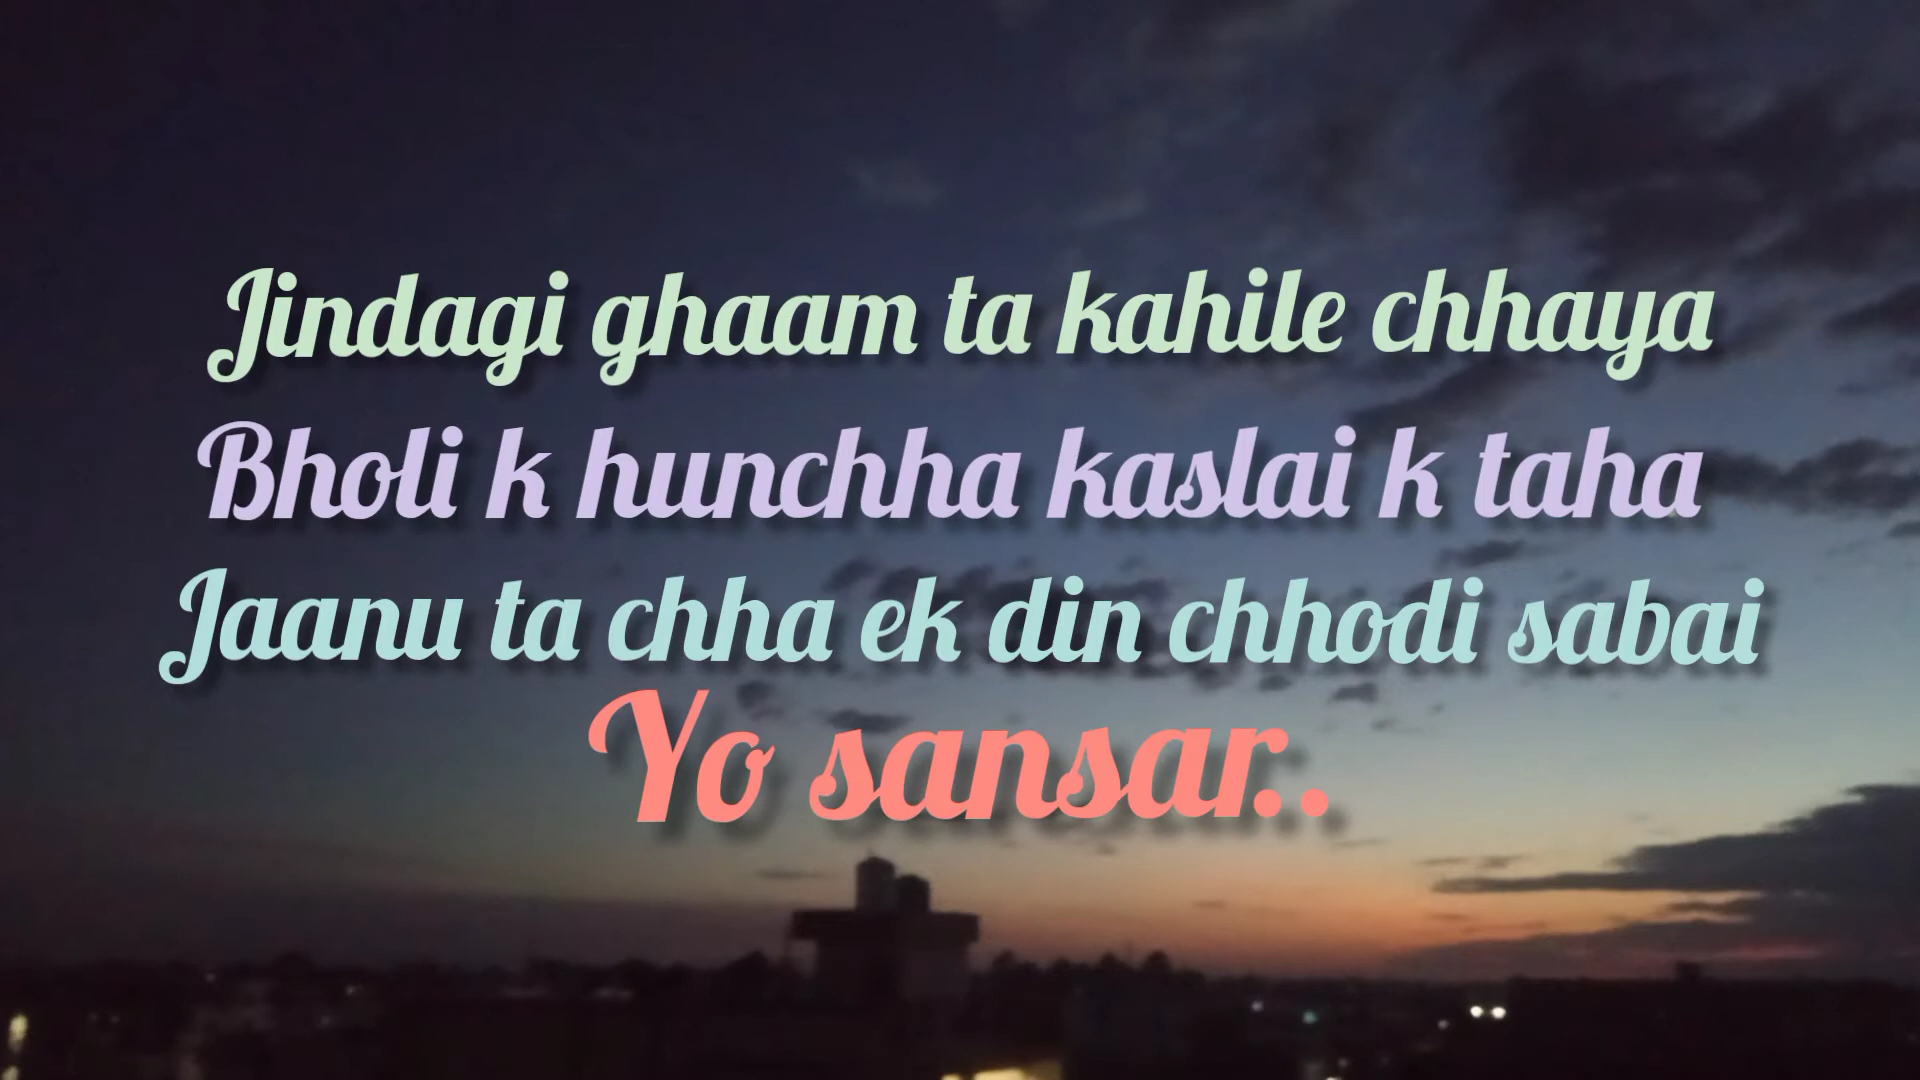 Jindagi ghaam ta kahile chhaya
Bholi k hunchha kaslai k taha
Jaanu ta chha ek din chhodi sabai
Yo sansar..